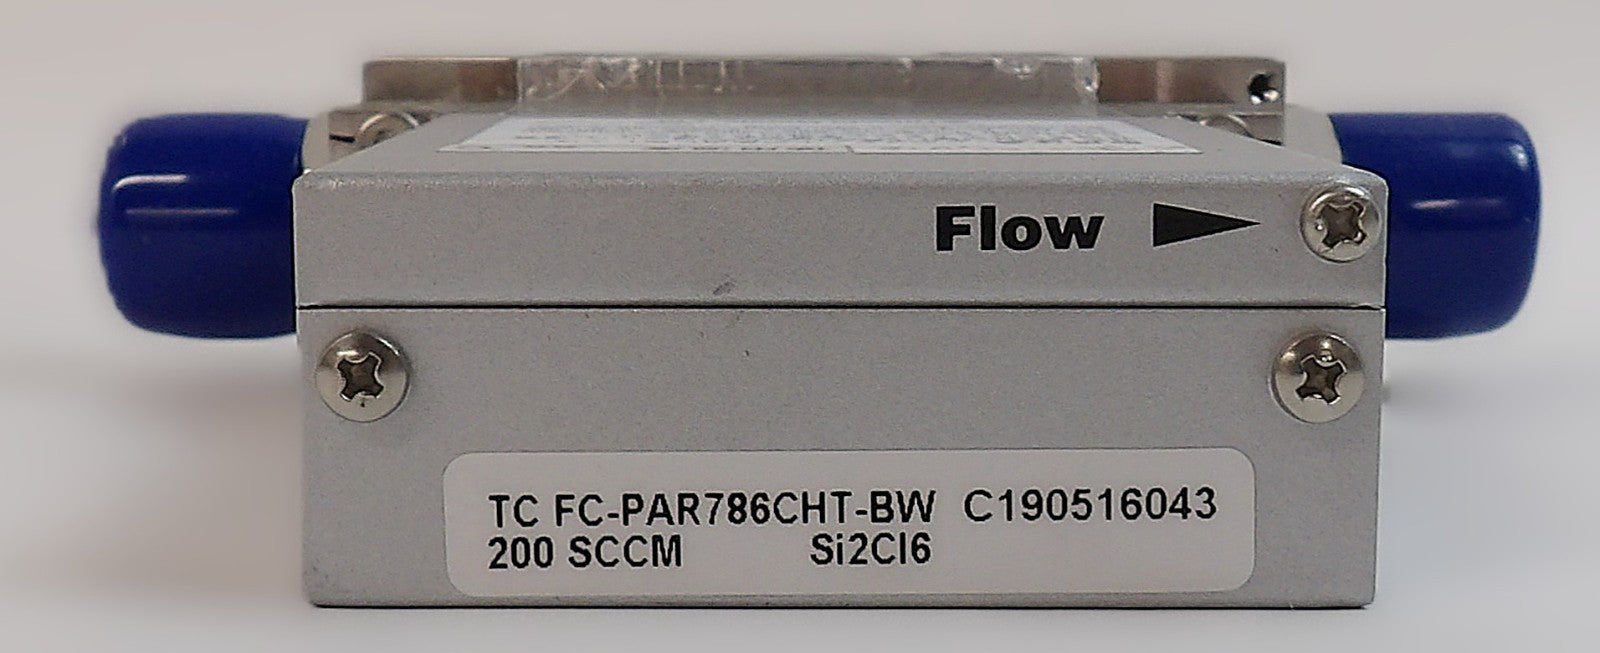 Flow
TC FC-PAR786CHT-BW C190516043
200 SCCM Si2Cl6